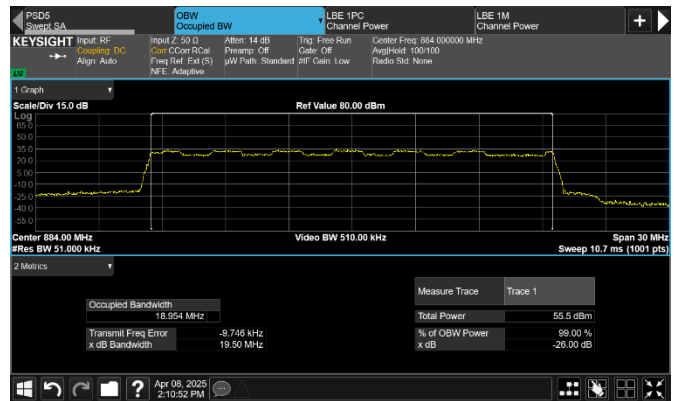 PSD5
Swept SA
OBW
Occupied BW
LBE 1PC
Channel Power
LBE 1M
Channel Power
KEYSIGHT
Input: RF
Coupling: DC
Align: Auto
Input Z: 50 Ω
Corr CCorr RCal
Freq Ref: Ext (S)
NFE: Adaptive
Atten: 14 dB
Preamp: Off
µW Path: Standard
Trig: Free Run
Gate: Off
#IF Gain: Low
Center Freq: 884.000000 MHz
Avg|Hold: 100/100
Radio Std: None
LXI
1 Graph
Scale/Div 15.0 dB
Ref Value 80.00 dBm
Log
65.0
50.0
35.0
20.0
5.00
-10.0
-25.0
-40.0
-55.0
Center 884.00 MHz
Video BW 510.00 kHz
Span 30 MHz
#Res BW 51.000 kHz
Sweep 10.7 ms (1001 pts)
2 Metrics
Measure Trace
Trace 1
Occupied Bandwidth
18.954 MHz
Total Power
55.5 dBm
Transmit Freq Error
-9.746 kHz
% of OBW Power
99.00 %
x dB Bandwidth
19.50 MHz
x dB
-26.00 dB
Apr 08, 2025
2:10:52 PM